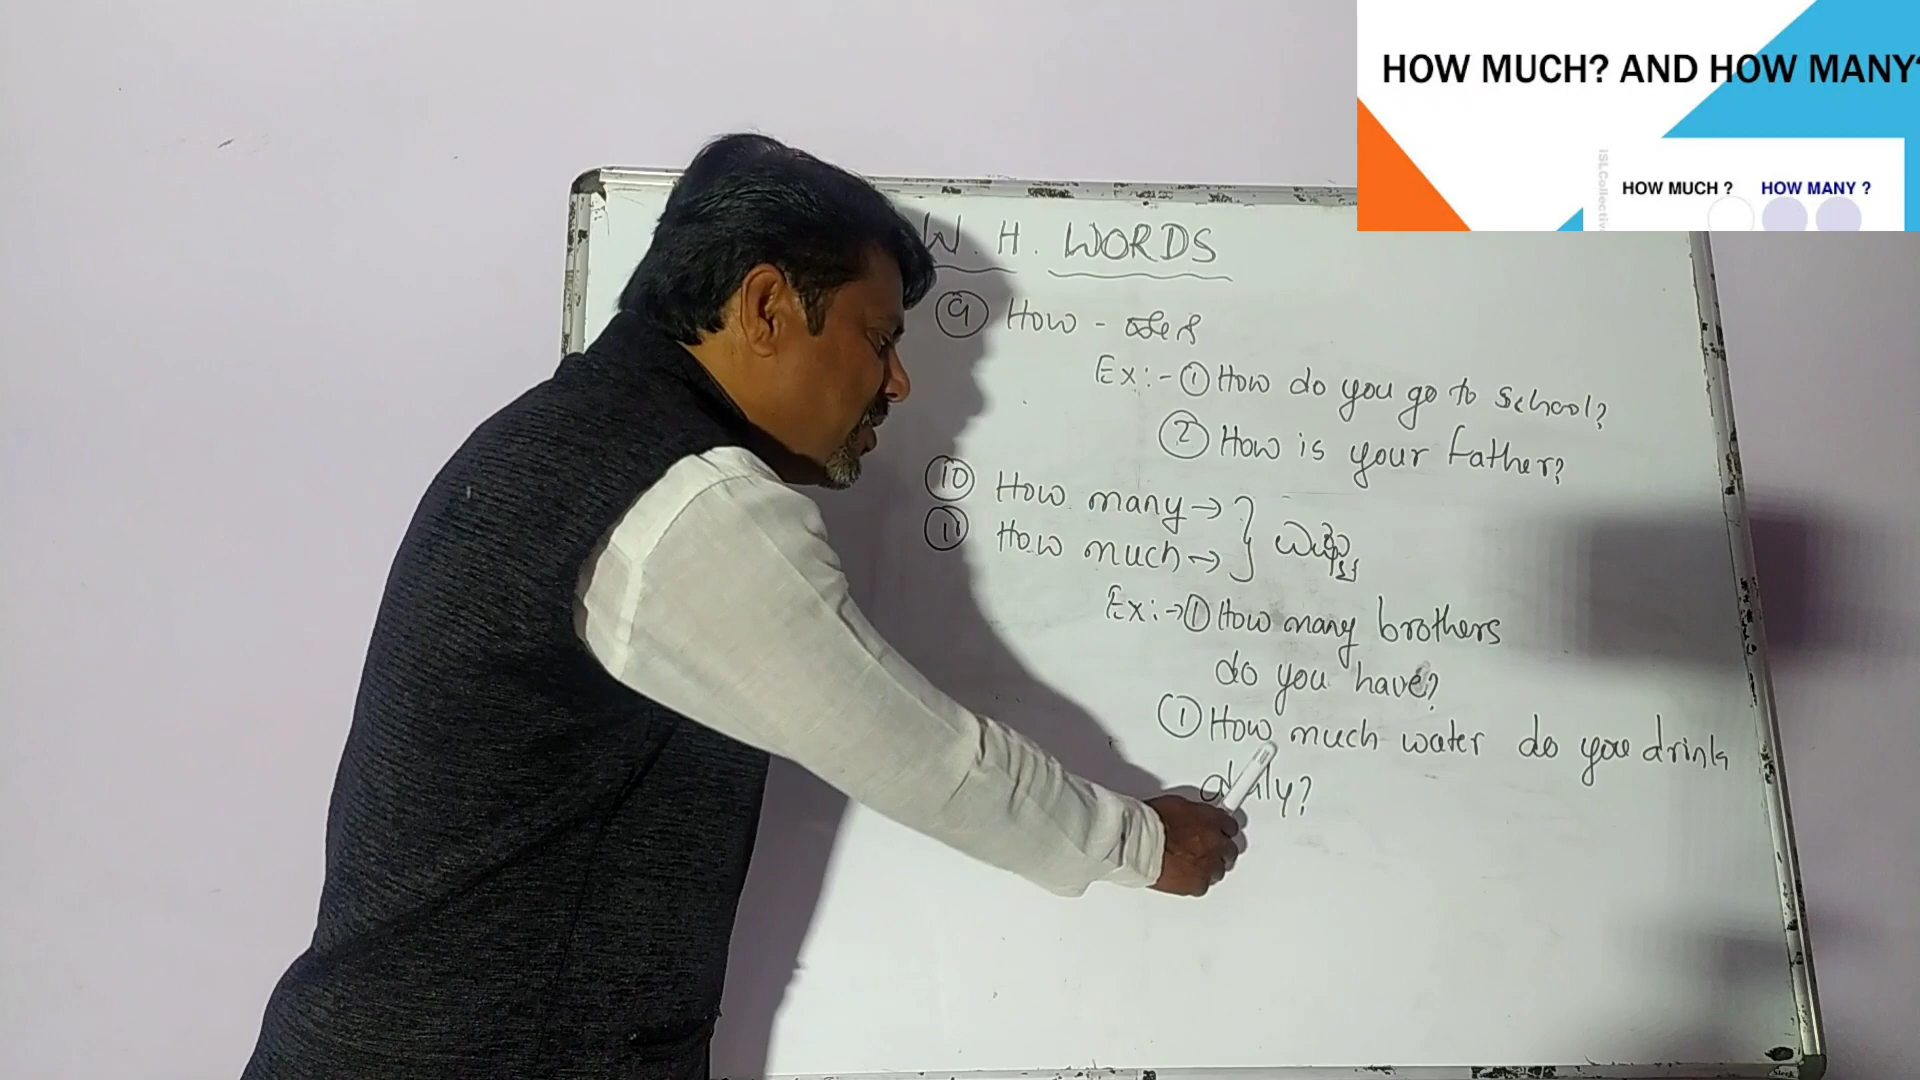 HOW MUCH? AND HOW MANY?
ISLCollective
HOW MUCH ? HOW MANY ?
W. H. WORDS
9 How - ಹೇಗೆ
Ex:- 1 How do you go to school?
2 How is your father?
10 How many →
11 How much → } ಎಷ್ಟು
Ex:→ 1 How many brothers
do you have?
1 How much water do you drink
daily?